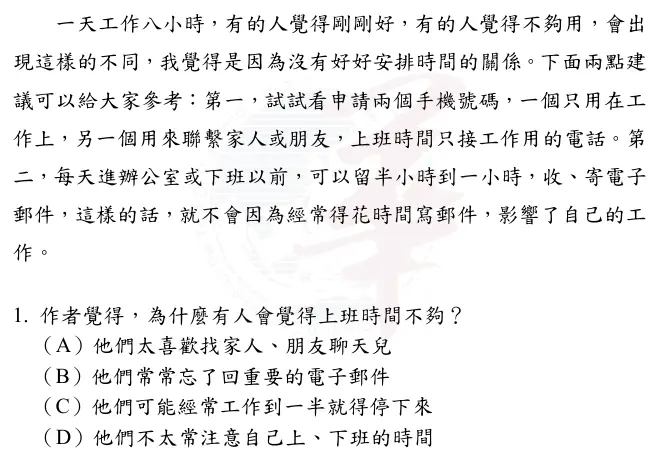 一天工作八小時，有的人覺得剛剛好，有的人覺得不夠用，會出
現這樣的不同，我覺得是因為沒有好好安排時間的關係。下面兩點建
議可以給大家參考：第一，試試看申請兩個手機號碼，一個只用在工
作上，另一個用來聯繫家人或朋友，上班時間只接工作用的電話。第
二，每天進辦公室或下班以前，可以留半小時到一小時，收、寄電子
郵件，這樣的話，就不會因為經常得花時間寫郵件，影響了自己的工
作。
1. 作者覺得，為什麼有人會覺得上班時間不夠？
（A）他們太喜歡找家人、朋友聊天兒
（B）他們常常忘了回重要的電子郵件
（C）他們可能經常工作到一半就得停下來
（D）他們不太常注意自己上、下班的時間